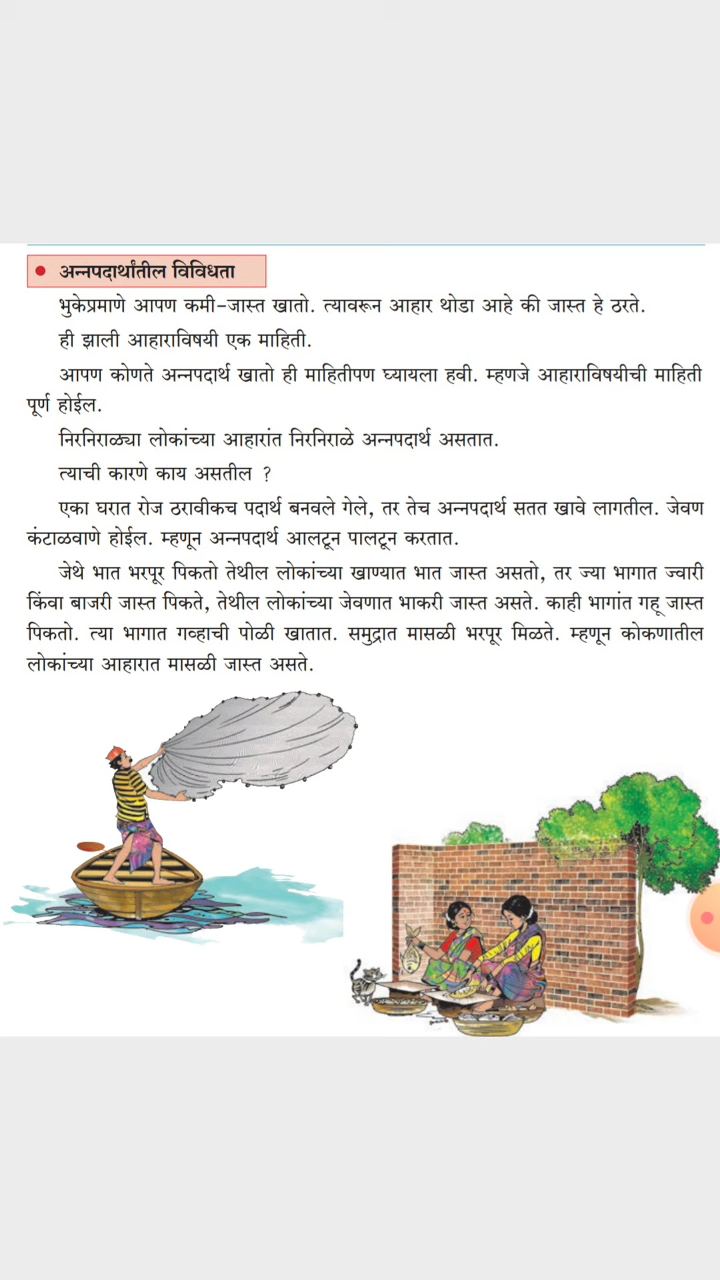 • अन्नपदार्थांतील विविधता
भुकेप्रमाणे आपण कमी-जास्त खातो. त्यावरून आहार थोडा आहे की जास्त हे ठरते.
ही झाली आहाराविषयी एक माहिती.
आपण कोणते अन्नपदार्थ खातो ही माहितीपण घ्यायला हवी. म्हणजे आहाराविषयीची माहिती
पूर्ण होईल.
निरनिराळ्या लोकांच्या आहारांत निरनिराळे अन्नपदार्थ असतात.
त्याची कारणे काय असतील ?
एका घरात रोज ठरावीकच पदार्थ बनवले गेले, तर तेच अन्नपदार्थ सतत खावे लागतील. जेवण
कंटाळवाणे होईल. म्हणून अन्नपदार्थ आलटून पालटून करतात.
जेथे भात भरपूर पिकतो तेथील लोकांच्या खाण्यात भात जास्त असतो, तर ज्या भागात ज्वारी
किंवा बाजरी जास्त पिकते, तेथील लोकांच्या जेवणात भाकरी जास्त असते. काही भागांत गहू जास्त
पिकतो. त्या भागात गव्हाची पोळी खातात. समुद्रात मासळी भरपूर मिळते. म्हणून कोकणातील
लोकांच्या आहारात मासळी जास्त असते.